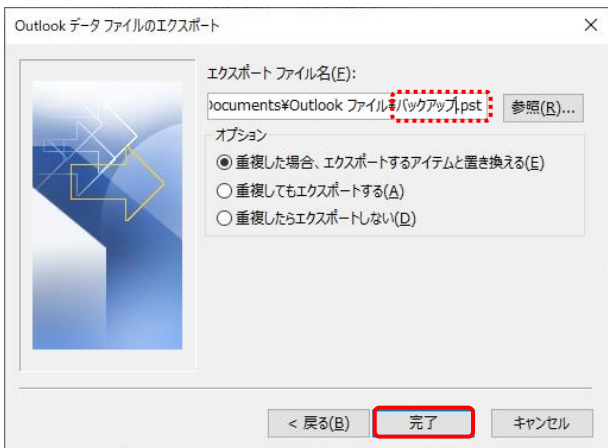 Outlook データ ファイルのエクスポート
エクスポート ファイル名(F):
ocuments¥Outlook ファイル¥バックアップ.pst
参照(R)...
オプション
重複した場合、エクスポートするアイテムと置き換える(E)
重複してもエクスポートする(A)
重複したらエクスポートしない(D)
< 戻る(B)
完了
キャンセル